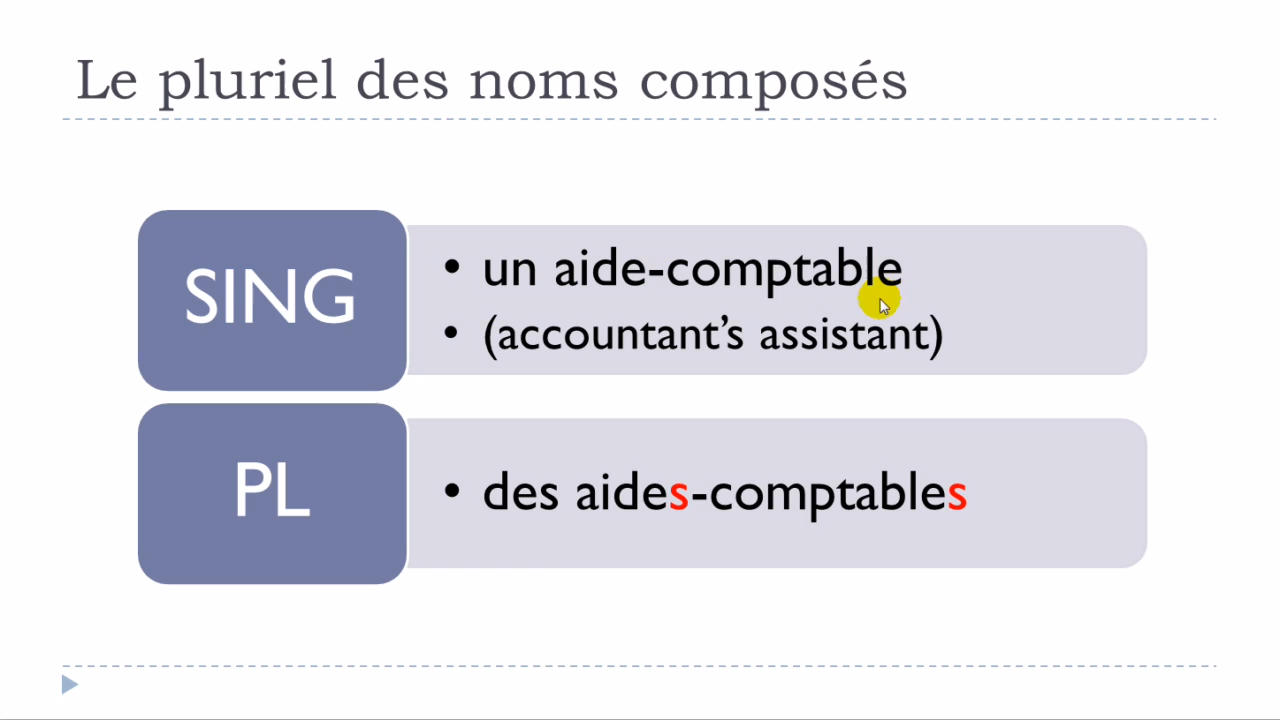 Le pluriel des noms composés
SING
• un aide-comptable
• (accountant’s assistant)
PL
• des aides-comptables